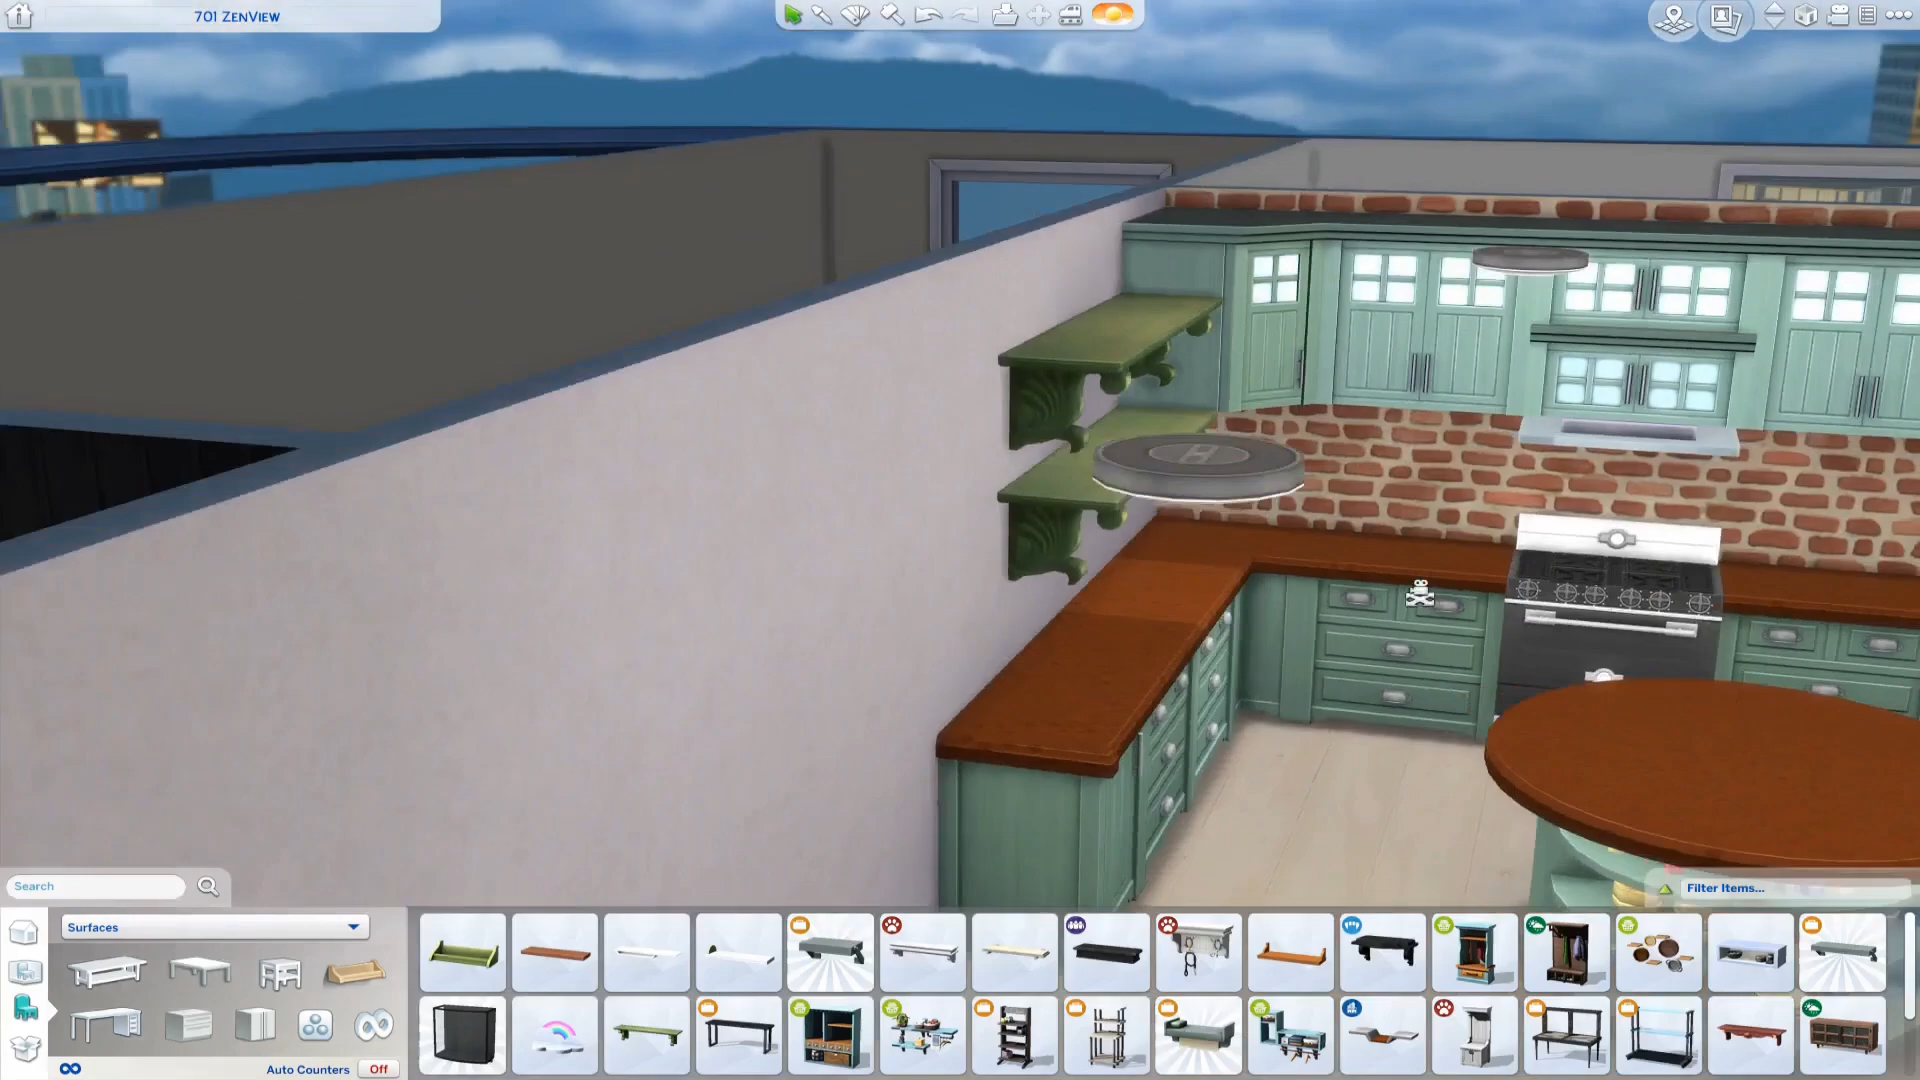 701 ZenView
Search
Filter Items...
Surfaces
Auto Counters
Off